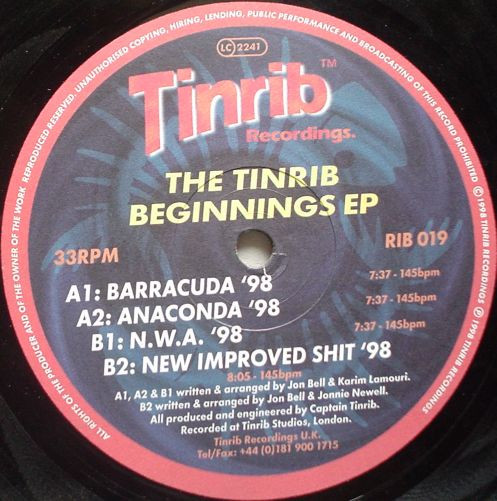 ALL RIGHTS OF THE PRODUCER AND OF THE OWNER OF THE WORK REPRODUCED RESERVED. UNAUTHORISED COPYING, HIRING, LENDING, PUBLIC PERFORMANCE AND BROADCASTING OF THIS RECORD PROHIBITED
© 1998 TINRIB RECORDINGS ℗ 1998 TINRIB RECORDINGS
LC 2241
Tinrib™
Recordings.
THE TINRIB
BEGINNINGS EP
33RPM
RIB 019
A1: BARRACUDA '98
7:37 - 145bpm
A2: ANACONDA '98
7:37 - 145bpm
B1: N.W.A. '98
7:37 - 145bpm
B2: NEW IMPROVED SHIT '98
8:05 - 145bpm
A1, A2 & B1 written & arranged by Jon Bell & Karim Lamouri.
B2 written & arranged by Jon Bell & Jonnie Newell.
All produced and engineered by Captain Tinrib.
Recorded at Tinrib Studios, London.
Tinrib Recordings U.K.
Tel/Fax: +44 (0)181 900 1715